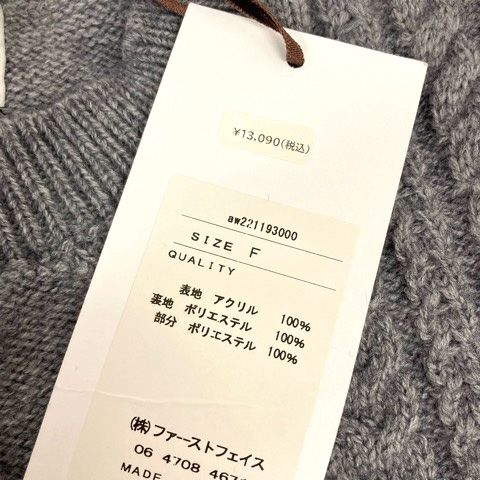 ¥13,090(税込)
aw221193000
SIZE F
QUALITY
表地 アクリル 100%
裏地 ポリエステル 100%
部分 ポリエステル 100%
(株)ファーストフェイス
06 4708 467
MADE